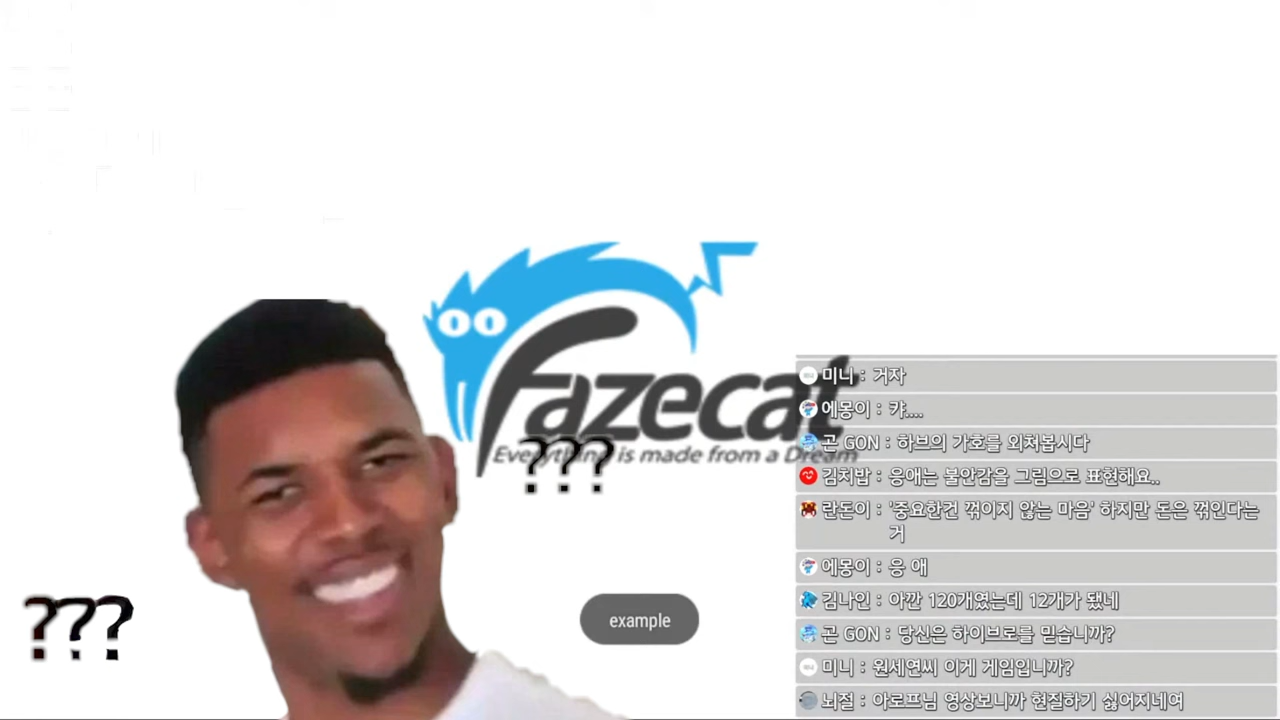 Fazecat
Everything is made from a Dream
???
???
example
미니 : 거자
에몽이 : 캬....
곤 GON : 하브의 가호를 외쳐봅시다
김치밥 : 응애는 불안감을 그림으로 표현해요..
란돈이 : '중요한건 꺾이지 않는 마음' 하지만 돈은 꺾인다는
거
에몽이 : 응 애
김나인 : 아깐 120개였는데 12개가 됐네
곤 GON : 당신은 하이브로를 믿습니까?
미니 : 원세연씨 이게 게임입니까?
뇌절 : 아로프님 영상보니까 현질하기 싫어지네여